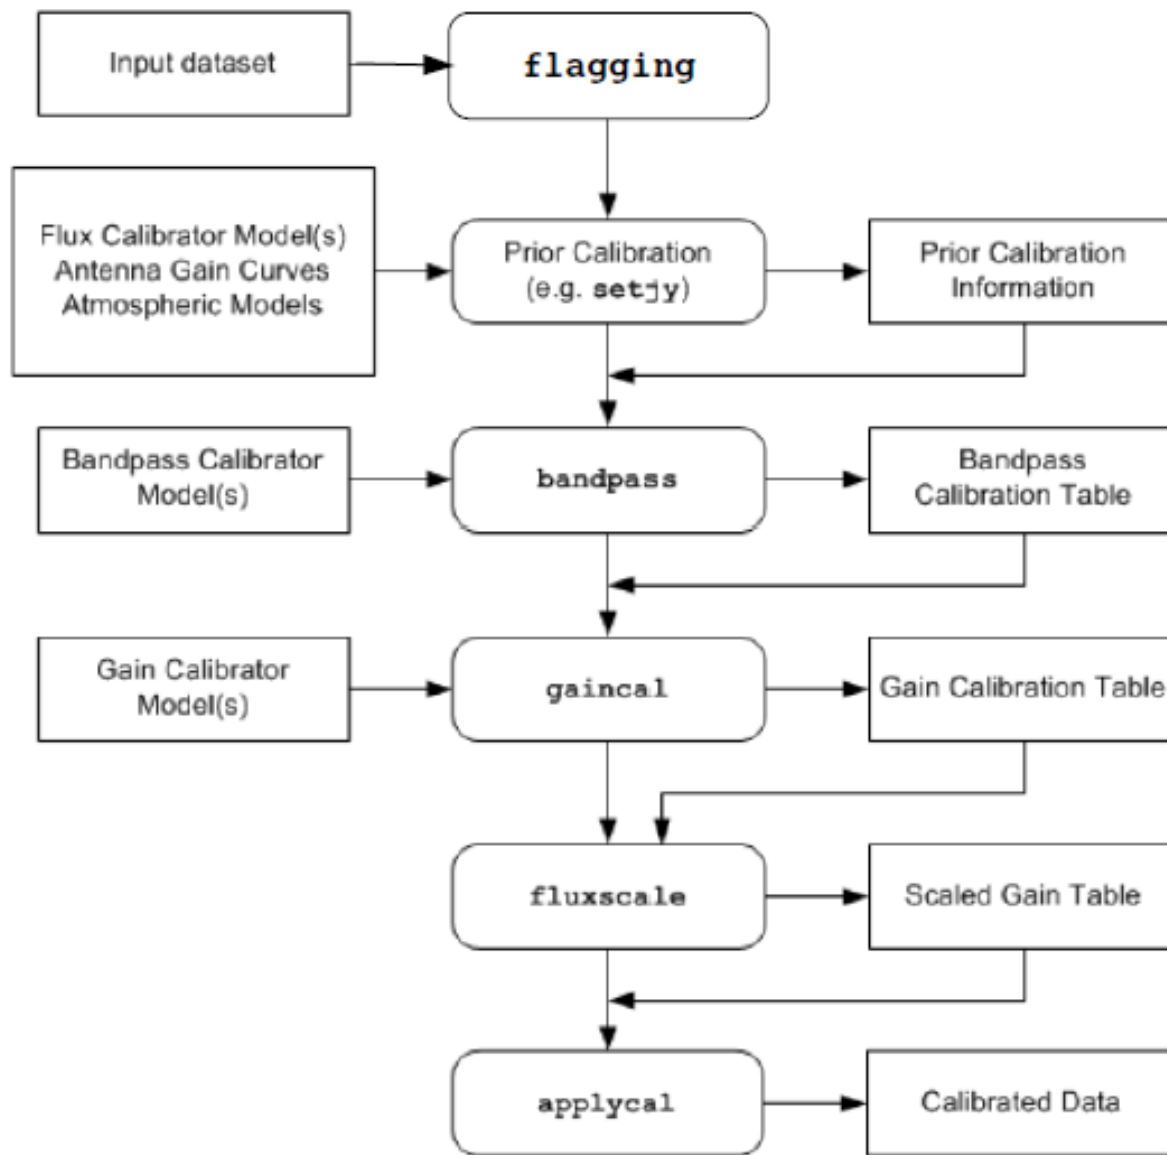 Input dataset
flagging
Flux Calibrator Model(s)
Antenna Gain Curves
Atmospheric Models
Prior Calibration
(e.g. setjy)
Prior Calibration
Information
Bandpass Calibrator
Model(s)
bandpass
Bandpass
Calibration Table
Gain Calibrator
Model(s)
gaincal
Gain Calibration Table
fluxscale
Scaled Gain Table
applycal
Calibrated Data